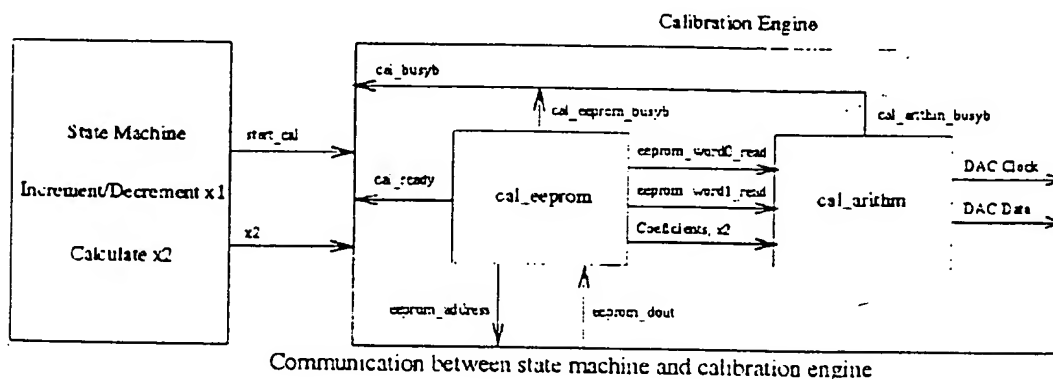 Calibration Engine
cal_busyb
cal_eeprom_busyb
cal_arithm_busyb
State Machine
start_cal
eeprom_word0_read
DAC Clock
Increment/Decrement x1
cal_ready
cal_eeprom
eeprom_word1_read
cal_arithm
DAC Data
Calculate x2
x2
Coefficients, x2
eeprom_address
eeprom_dout
Communication between state machine and calibration engine